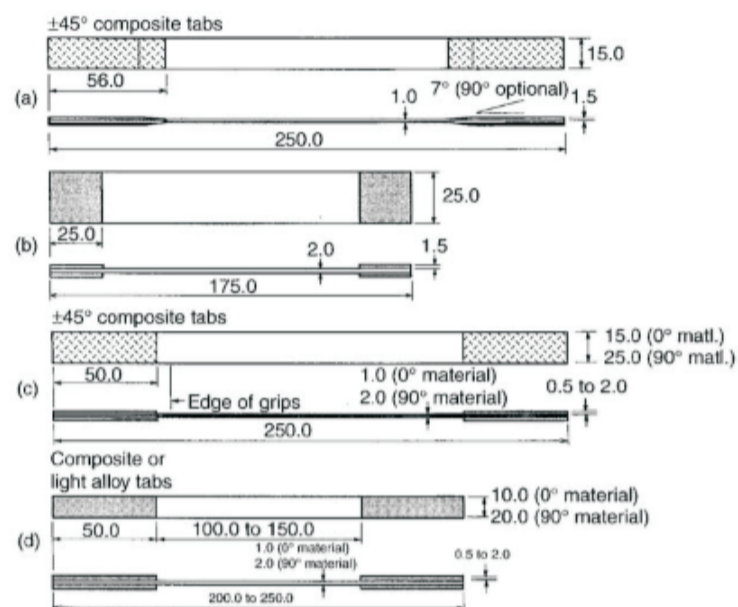 ±45° composite tabs
15.0
56.0
(a)
7° (90° optional)
1.0
1.5
250.0
25.0
25.0
(b)
2.0
1.5
175.0
±45° composite tabs
15.0 (0° matl.)
25.0 (90° matl.)
50.0
1.0 (0° material)
2.0 (90° material)
0.5 to 2.0
(c)
Edge of grips
250.0
Composite or
light alloy tabs
10.0 (0° material)
20.0 (90° material)
50.0
100.0 to 150.0
(d)
1.0 (0° material)
2.0 (90° material)
0.5 to 2.0
200.0 to 250.0